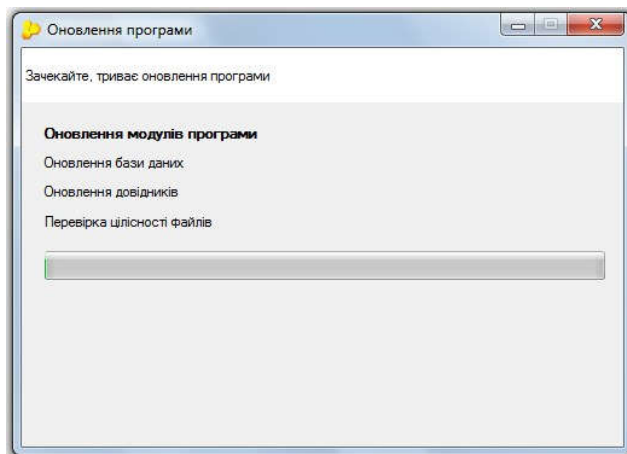 Оновлення програми
Зачекайте, триває оновлення програми
Оновлення модулів програми
Оновлення бази даних
Оновлення довідників
Перевірка цілісності файлів